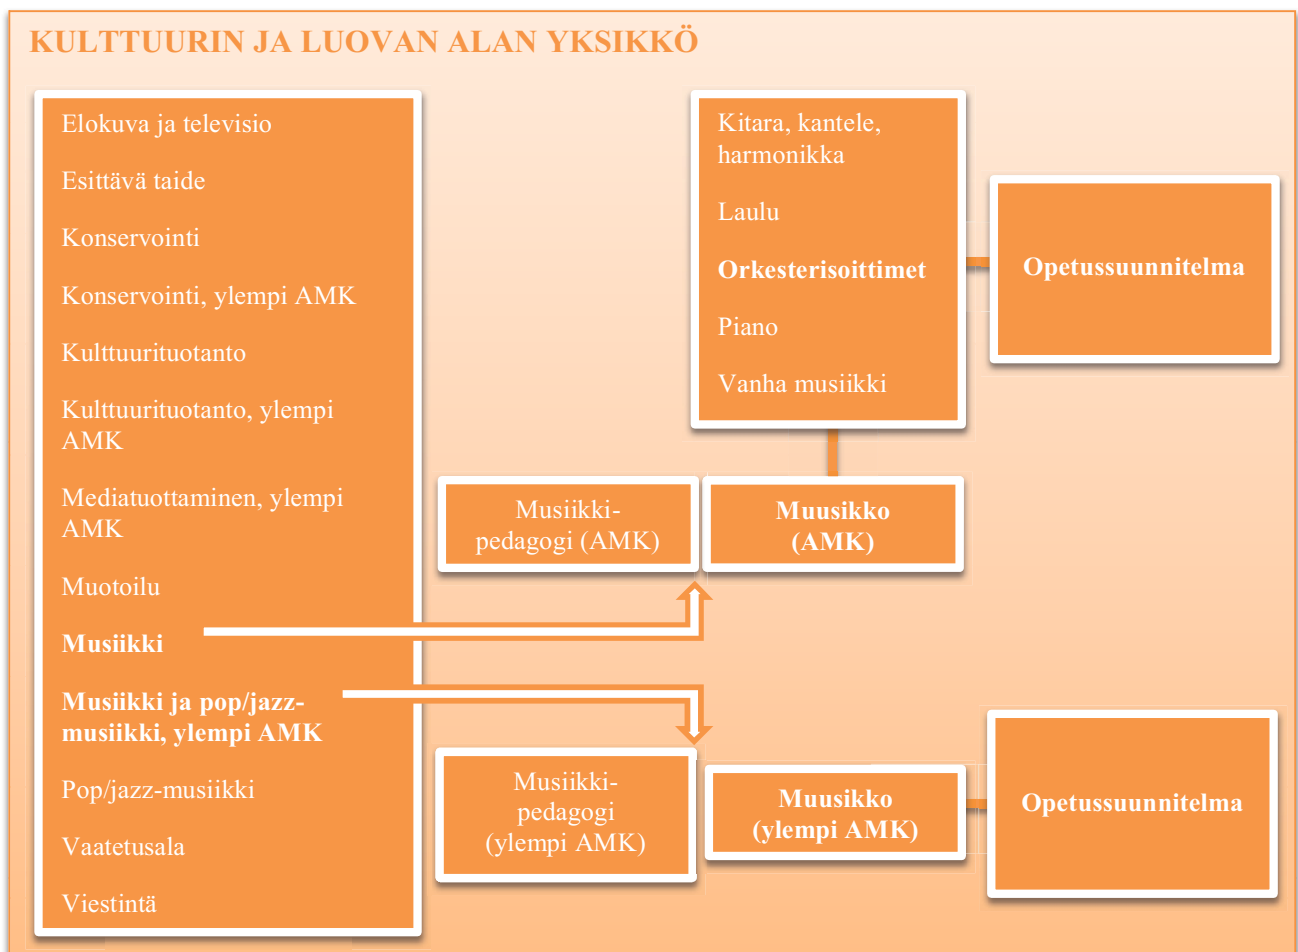 KULTTUURIN JA LUOVAN ALAN YKSIKKÖ
Elokuva ja televisio
Esittävä taide
Konservointi
Konservointi, ylempi AMK
Kulttuurituotanto
Kulttuurituotanto, ylempi
AMK
Mediatuottaminen, ylempi
AMK
Muotoilu
Musiikki
Musiikki ja pop/jazz-
musiikki, ylempi AMK
Pop/jazz-musiikki
Vaatetusala
Viestintä
Kitara, kantele,
harmonikka
Laulu
Orkesterisoittimet
Piano
Vanha musiikki
Opetussuunnitelma
Musiikki-
pedagogi (AMK)
Muusikko
(AMK)
Musiikki-
pedagogi
(ylempi AMK)
Muusikko
(ylempi AMK)
Opetussuunnitelma